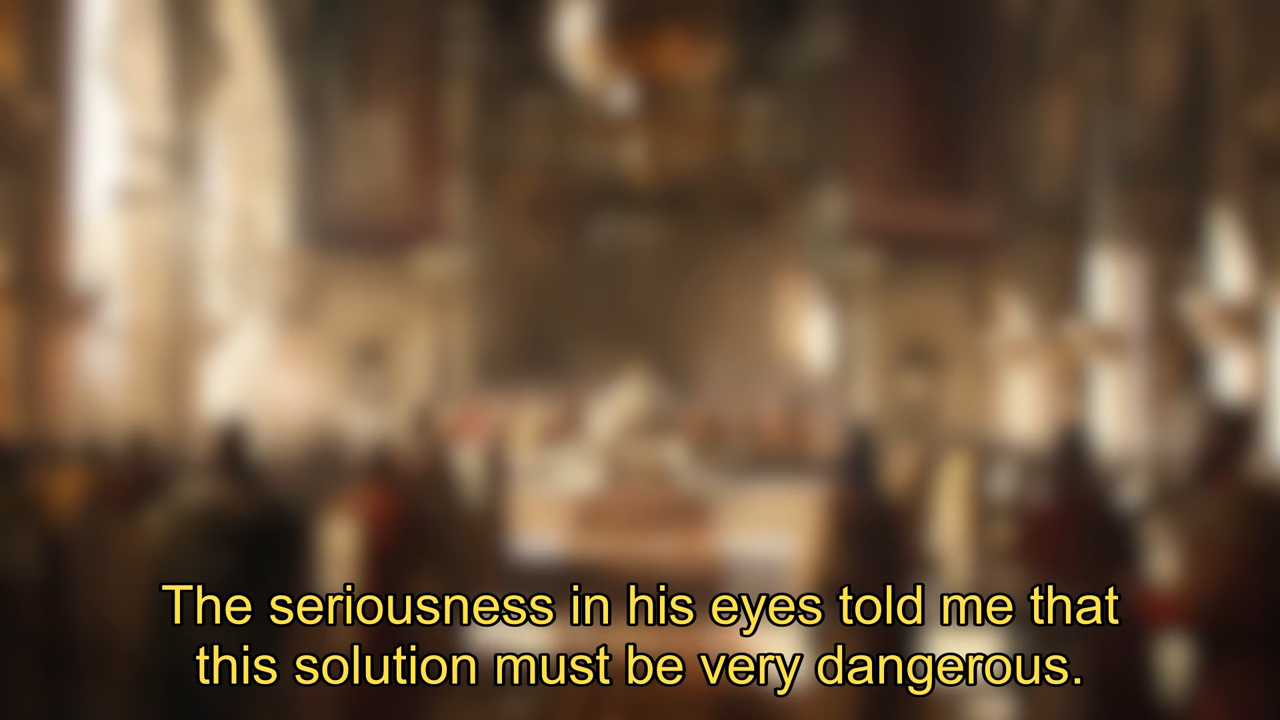 The seriousness in his eyes told me that
this solution must be very dangerous.